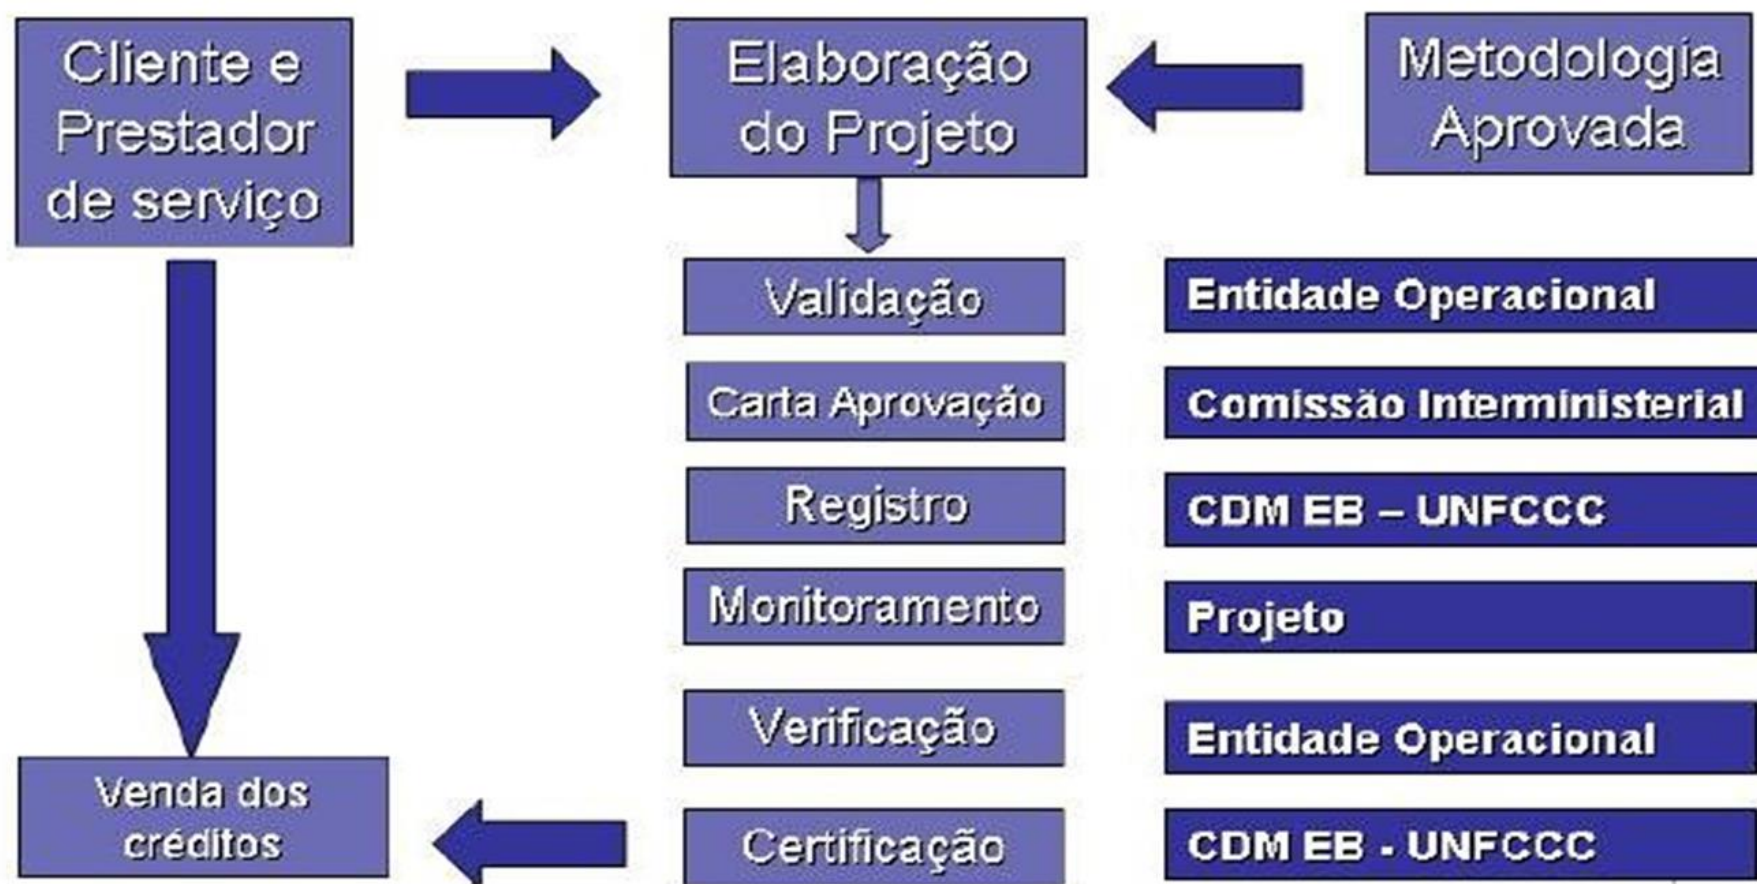 Cliente e
Prestador
de serviço
Elaboração
do Projeto
Metodologia
Aprovada
Validação
Entidade Operacional
Carta Aprovação
Comissão Interministerial
Registro
CDM EB – UNFCCC
Monitoramento
Projeto
Verificação
Entidade Operacional
Venda dos
créditos
Certificação
CDM EB - UNFCCC